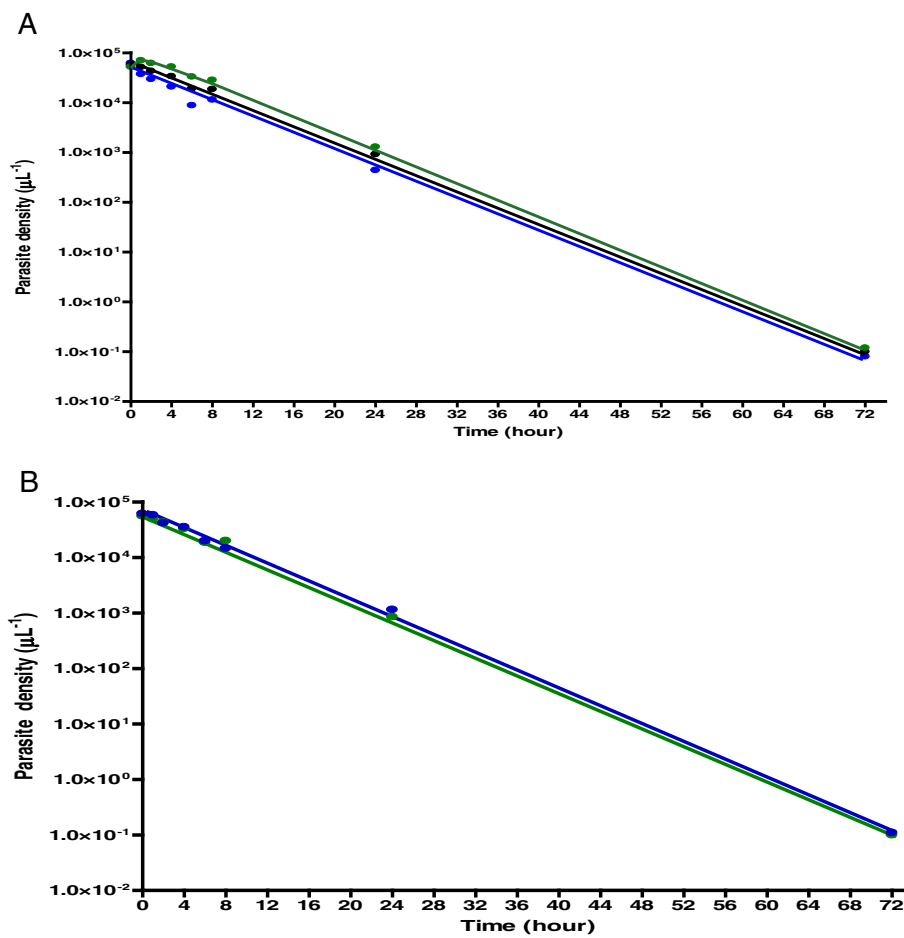 A
1.0×10⁵
1.0×10⁴
1.0×10³
1.0×10²
1.0×10¹
1.0×10⁰
1.0×10⁻¹
1.0×10⁻²
Parasite density (µL⁻¹)
0 4 8 12 16 20 24 28 32 36 40 44 48 52 56 60 64 68 72
Time (hour)
B
1.0×10⁵
1.0×10⁴
1.0×10³
1.0×10²
1.0×10¹
1.0×10⁰
1.0×10⁻¹
1.0×10⁻²
Parasite density (µL⁻¹)
0 4 8 12 16 20 24 28 32 36 40 44 48 52 56 60 64 68 72
Time (hour)